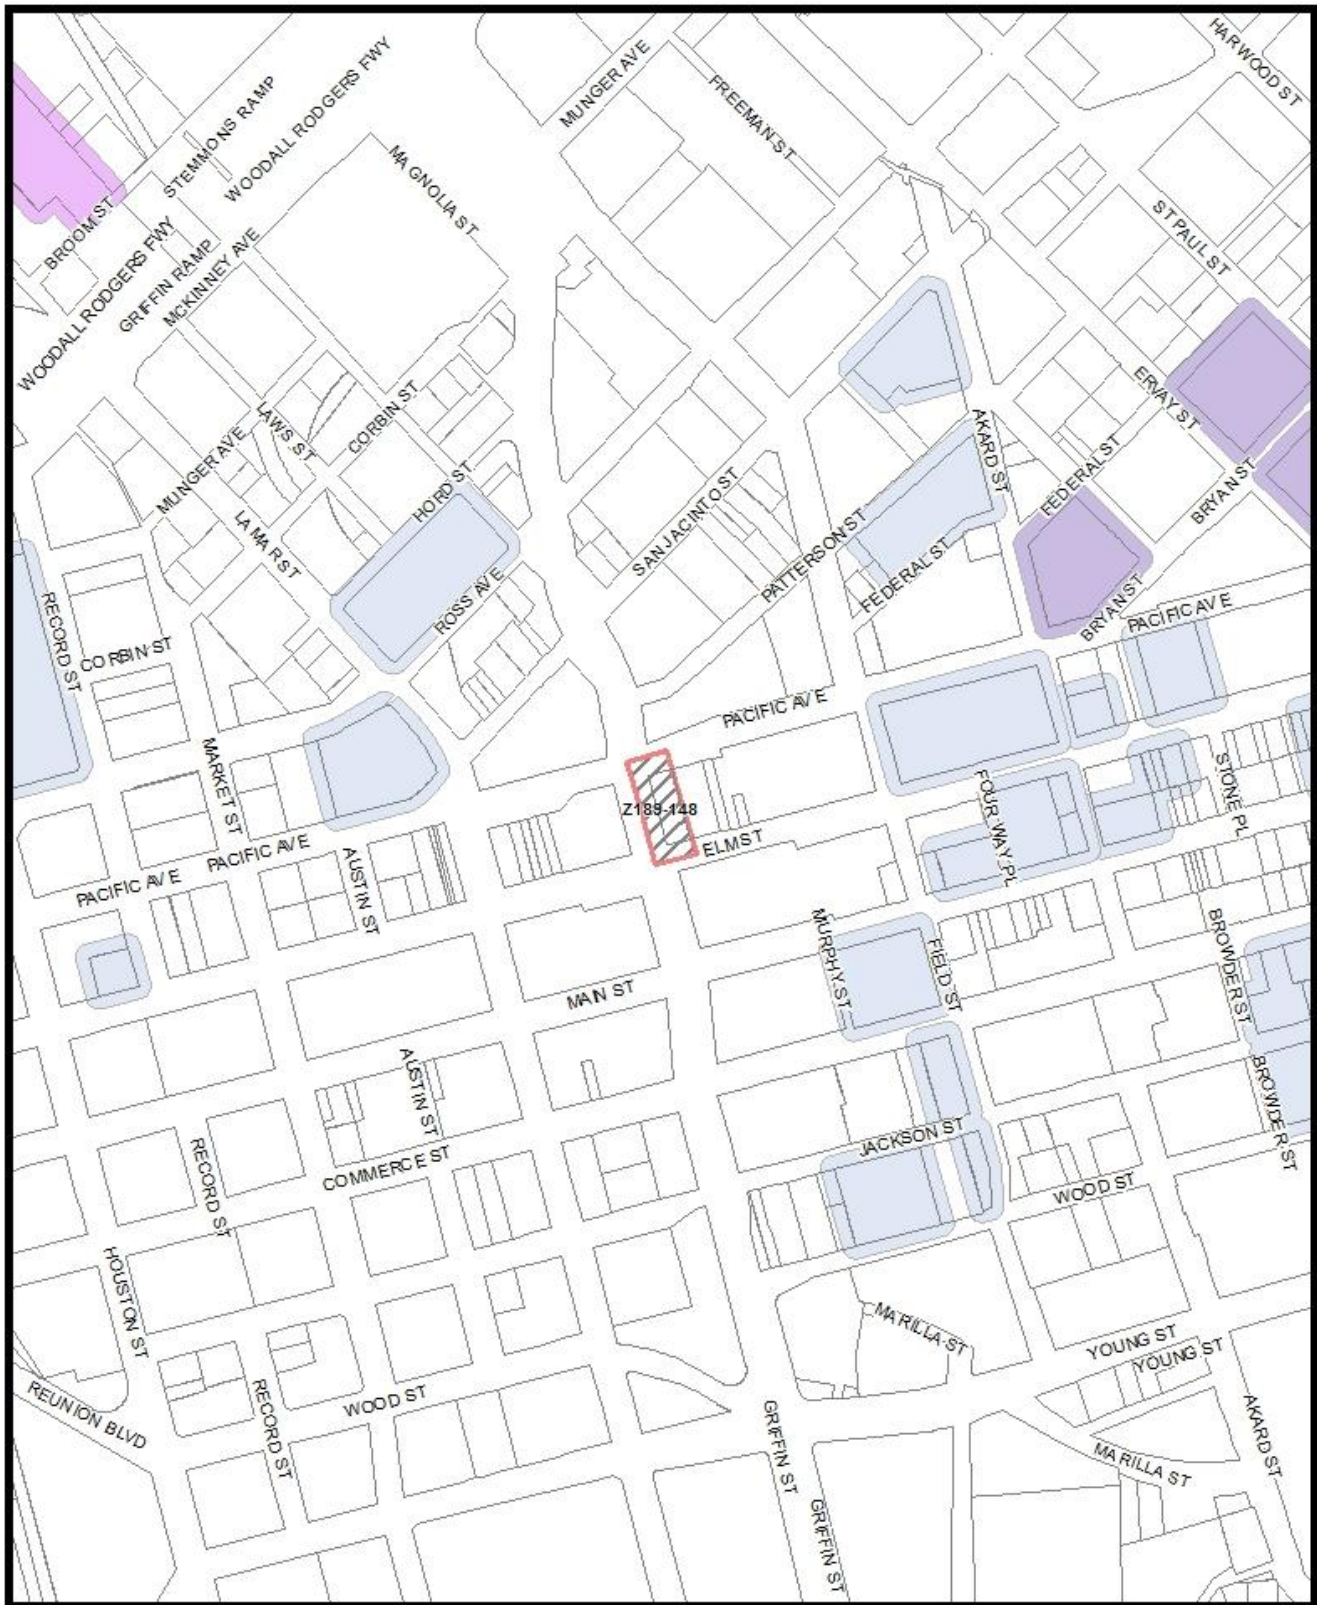 HARWOOD ST
MUNGER AVE
FREEMAN ST
STEMMONS RAMP
WOODALL RODGERS FWY
MAGNOLIA ST
BROOM ST
ST PAUL ST
WOODALL RODGERS FWY
GRIFFIN RAMP
MCKINNEY AVE
ERVAY ST
LAWS ST
CORBIN ST
AKARD ST
MUNGER AVE
FEDERAL ST
BRYAN ST
HORD ST
SAN JACINTO ST
LAMAR ST
PATTERSON ST
FEDERAL ST
ROSS AVE
BRYAN ST
RECORD ST
PACIFIC AVE
CORBIN ST
PACIFIC AVE
MARKET ST
STONE PL
FOUR WAY PL
Z189-148
ELM ST
PACIFIC AVE
AUSTIN ST
PACIFIC AVE
MURPHY ST
BROWDER ST
FIELD ST
MAIN ST
AUSTIN ST
BROWDER ST
JACKSON ST
RECORD ST
COMMERCE ST
WOOD ST
HOUSTON ST
MARILLA ST
YOUNG ST
YOUNG ST
REUNION BLVD
RECORD ST
WOOD ST
GRIFFIN ST
AKARD ST
MARILLA ST
GRIFFIN ST